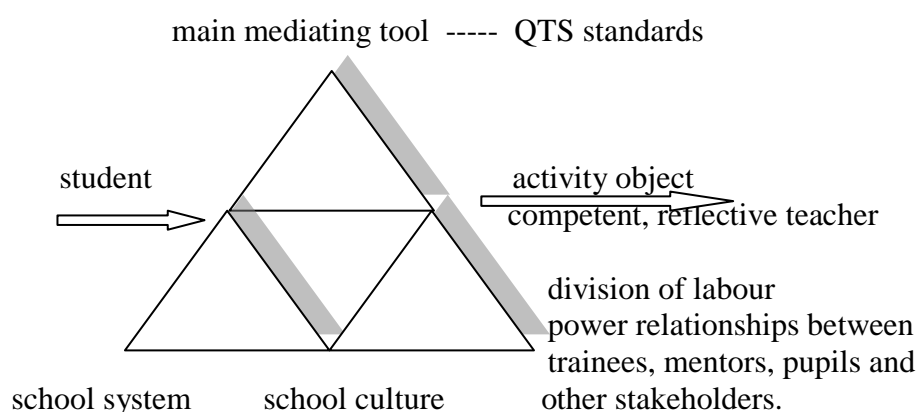 main mediating tool ----- QTS standards
student
activity object
competent, reflective teacher
division of labour
power relationships between
trainees, mentors, pupils and
other stakeholders.
school system
school culture